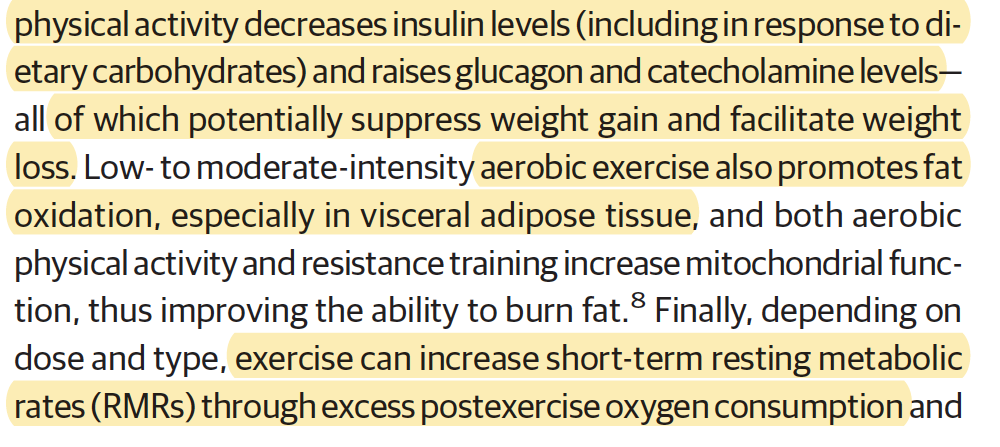 physical activity decreases insulin levels (including in response to di-
etary carbohydrates) and raises glucagon and catecholamine levels—
all of which potentially suppress weight gain and facilitate weight
loss. Low- to moderate-intensity aerobic exercise also promotes fat
oxidation, especially in visceral adipose tissue, and both aerobic
physical activity and resistance training increase mitochondrial func-
tion, thus improving the ability to burn fat.⁸ Finally, depending on
dose and type, exercise can increase short-term resting metabolic
rates (RMRs) through excess postexercise oxygen consumption and